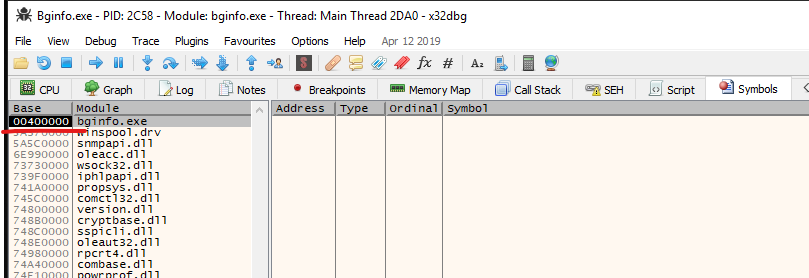 Bginfo.exe - PID: 2C58 - Module: bginfo.exe - Thread: Main Thread 2DA0 - x32dbg
File View Debug Trace Plugins Favourites Options Help Apr 12 2019
CPU Graph Log Notes Breakpoints Memory Map Call Stack SEH Script Symbols
Base Module Address Type Ordinal Symbol
00400000 bginfo.exe
winspool.drv
5A5C0000 snmpapi.dll
6E990000 oleacc.dll
73730000 wsock32.dll
739F0000 iphlpapi.dll
741A0000 propsys.dll
745C0000 comctl32.dll
74800000 version.dll
748B0000 cryptbase.dll
748C0000 sspicli.dll
748E0000 oleaut32.dll
74980000 rpcrt4.dll
74A40000 combase.dll
74E10000 powrprof.dll